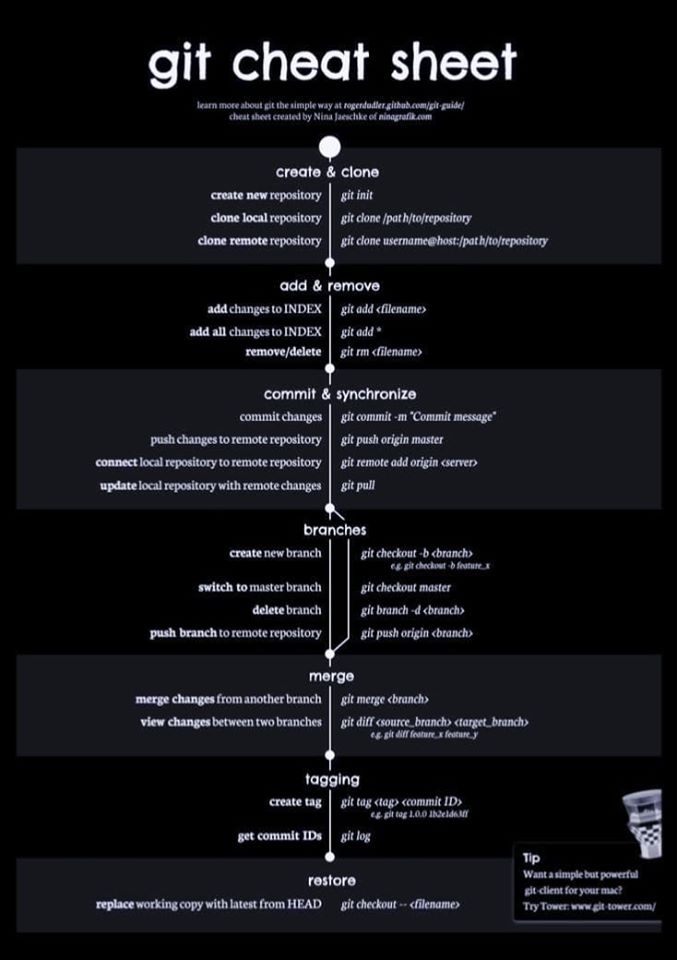 git cheat sheet
learn more about git the simple way at rogerdudler.github.com/git-guide/
cheat sheet created by Nina Jaeschke of ninagrafik.com
create & clone
create new repository git init
clone local repository git clone /path/to/repository
clone remote repository git clone username@host:/path/to/repository
add & remove
add changes to INDEX git add <filename>
add all changes to INDEX git add *
remove/delete git rm <filename>
commit & synchronize
commit changes git commit -m "Commit message"
push changes to remote repository git push origin master
connect local repository to remote repository git remote add origin <server>
update local repository with remote changes git pull
branches
create new branch git checkout -b <branch>
e.g. git checkout -b feature_x
switch to master branch git checkout master
delete branch git branch -d <branch>
push branch to remote repository git push origin <branch>
merge
merge changes from another branch git merge <branch>
view changes between two branches git diff <source_branch> <target_branch>
e.g. git diff feature_x feature_y
tagging
create tag git tag <tag> <commit ID>
e.g. git tag 1.0.0 1b2e1d63ff
get commit IDs git log
restore
replace working copy with latest from HEAD git checkout -- <filename>
Tip
Want a simple but powerful
git-client for your mac?
Try Tower: www.git-tower.com/